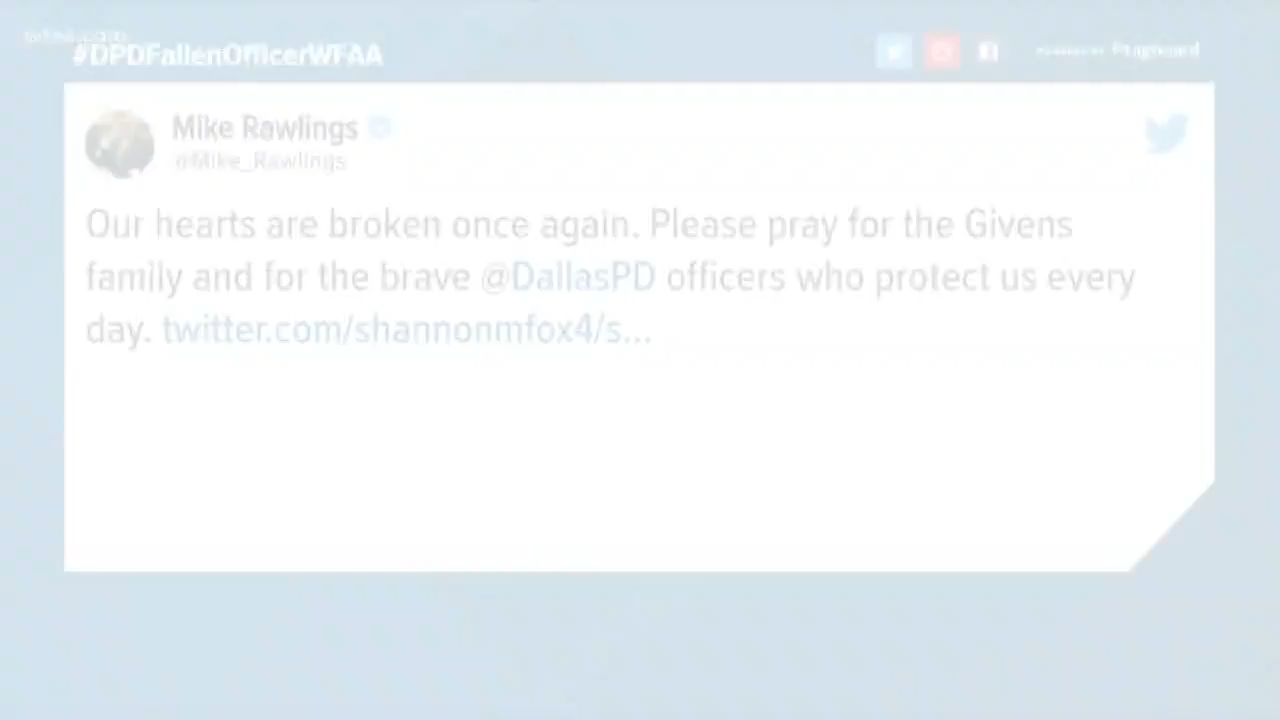 #DPDFallenOfficerWFAA
Tagboard
Mike Rawlings
@Mike_Rawlings
Our hearts are broken once again. Please pray for the Givens
family and for the brave @DallasPD officers who protect us every
day. twitter.com/shannonmfox4/s...